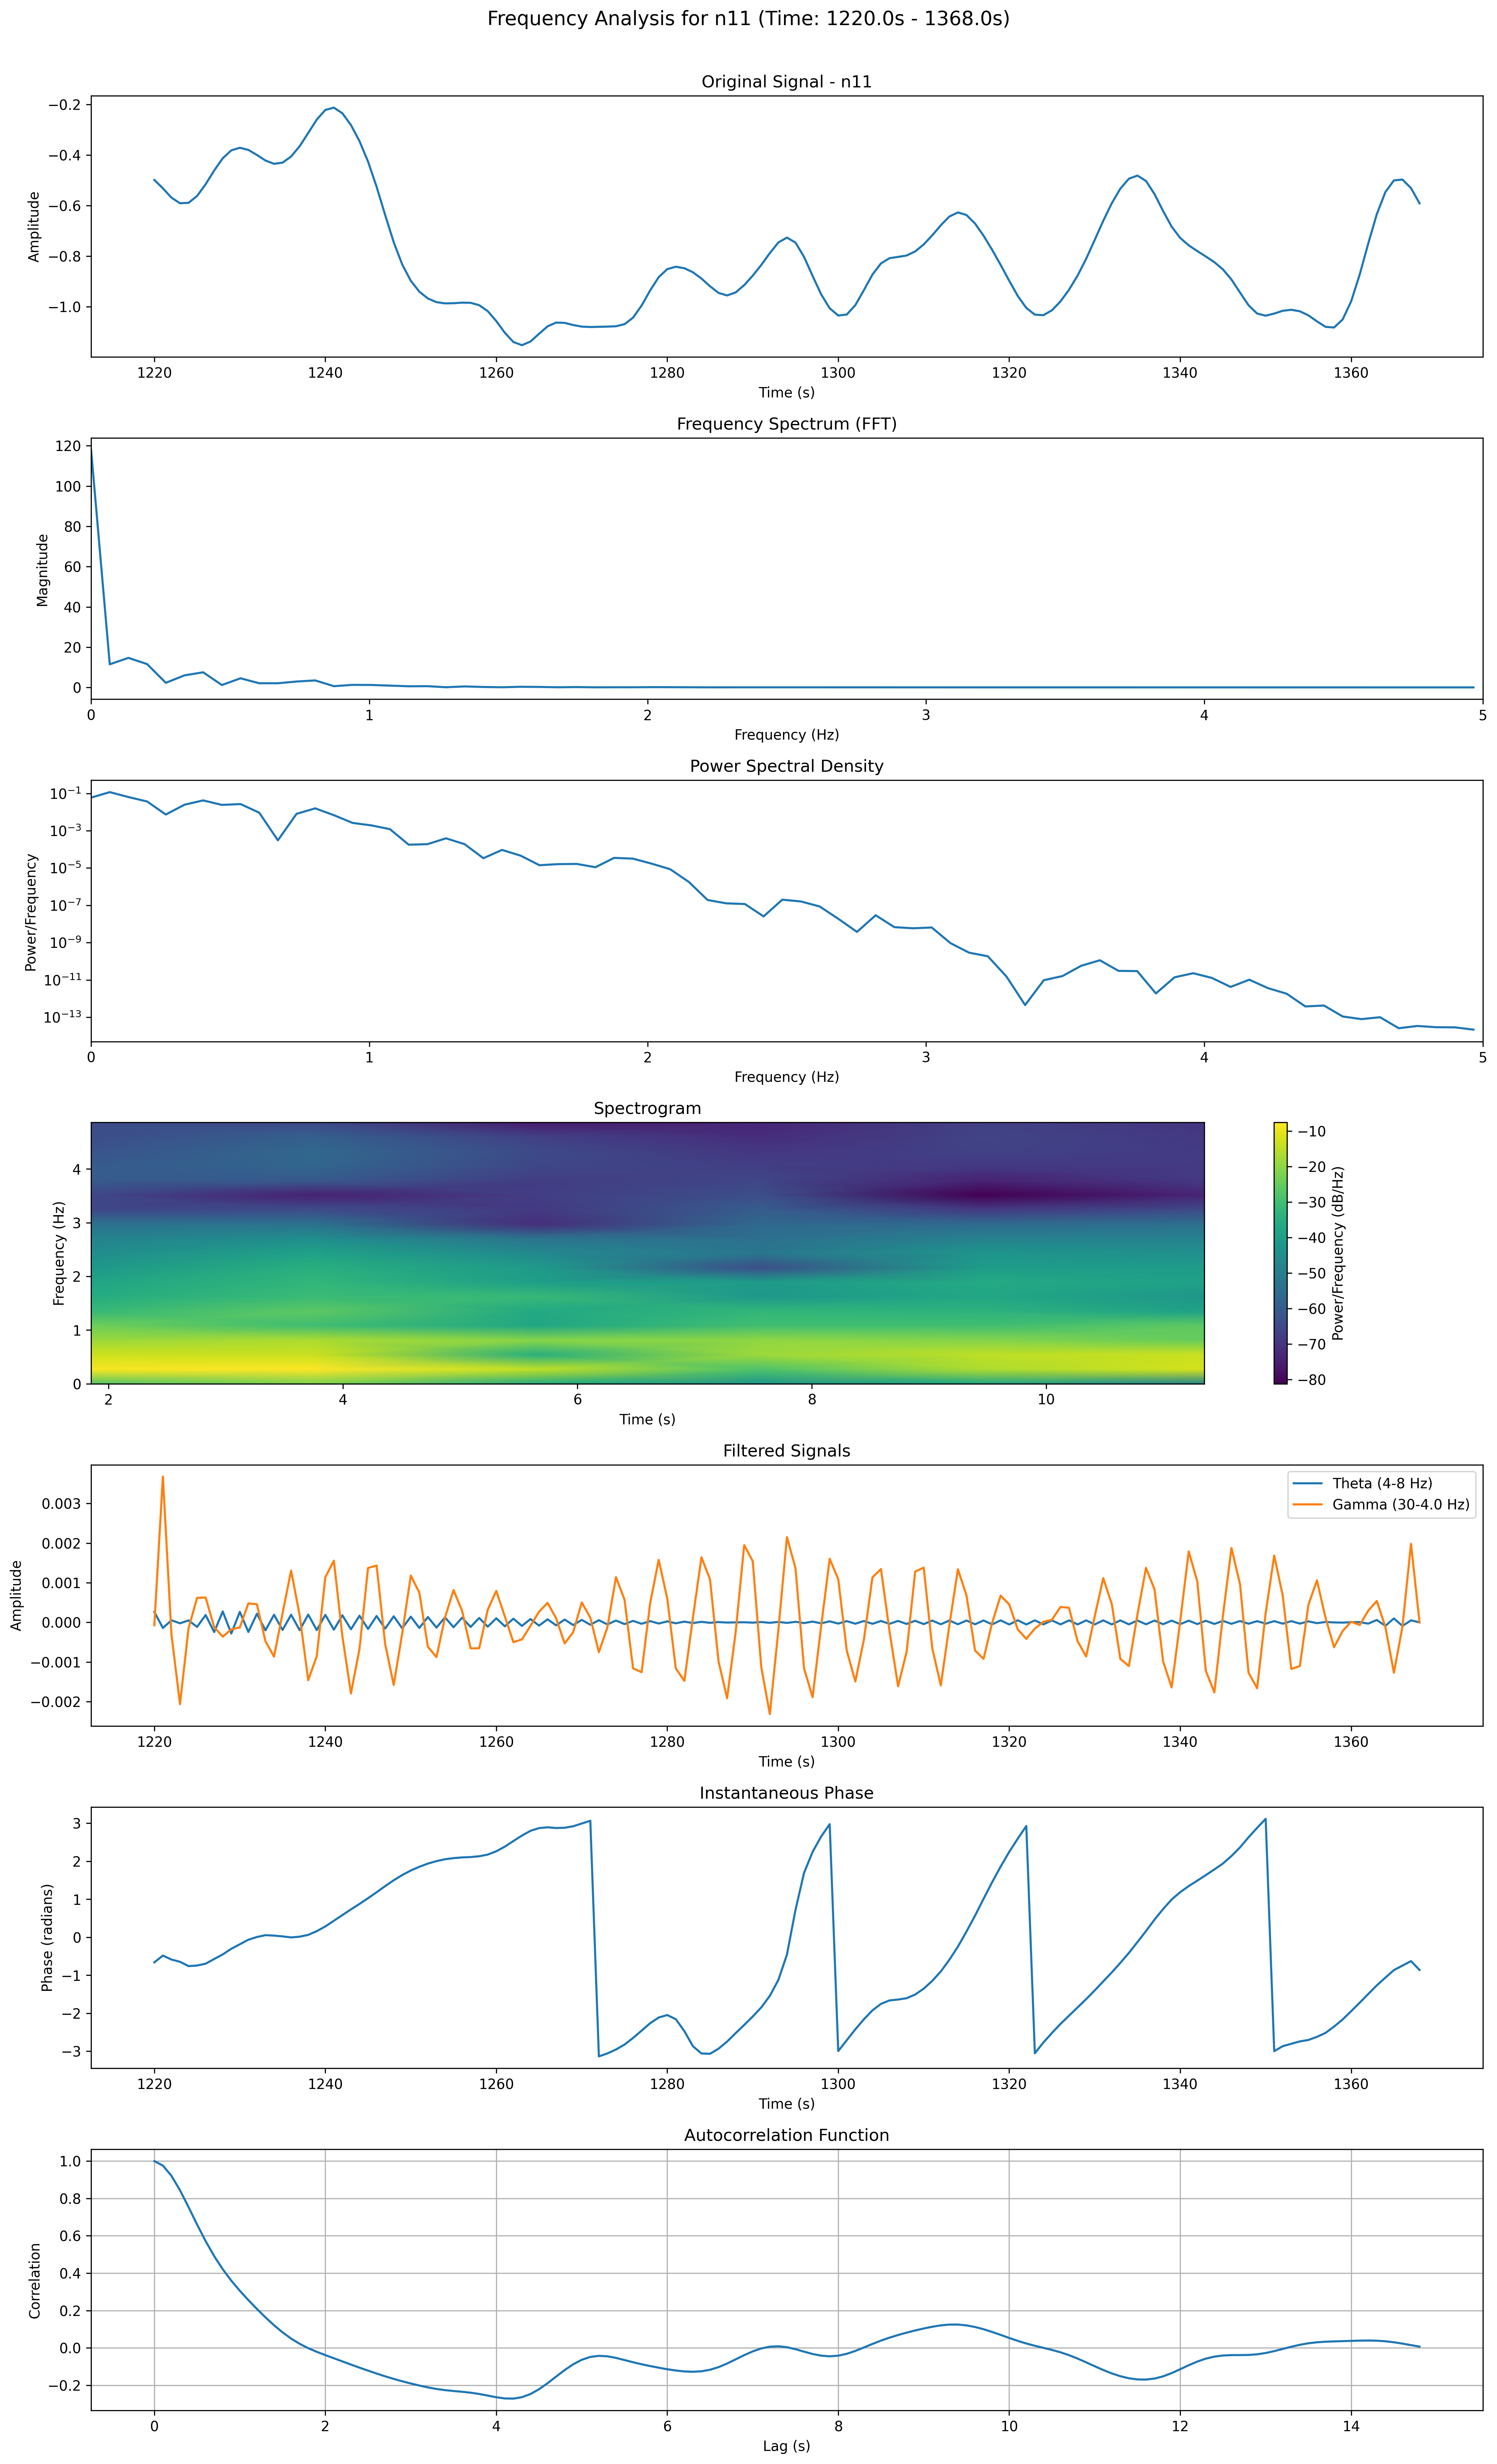 Frequency Analysis for n11 (Time: 1220.0s - 1368.0s)
Original Signal - n11
Amplitude
−0.2
−0.4
−0.6
−0.8
−1.0
1220 1240 1260 1280 1300 1320 1340 1360
Time (s)
Frequency Spectrum (FFT)
Magnitude
120
100
80
60
40
20
0
0 1 2 3 4 5
Frequency (Hz)
Power Spectral Density
Power/Frequency
10⁻¹
10⁻³
10⁻⁵
10⁻⁷
10⁻⁹
10⁻¹¹
10⁻¹³
0 1 2 3 4 5
Frequency (Hz)
Spectrogram
Frequency (Hz)
4
3
2
1
0
2 4 6 8 10
Time (s)
−10
−20
−30
−40
−50
−60
−70
−80
Power/Frequency (dB/Hz)
Filtered Signals
Theta (4-8 Hz)
Gamma (30-4.0 Hz)
Amplitude
0.003
0.002
0.001
0.000
−0.001
−0.002
1220 1240 1260 1280 1300 1320 1340 1360
Time (s)
Instantaneous Phase
Phase (radians)
3
2
1
0
−1
−2
−3
1220 1240 1260 1280 1300 1320 1340 1360
Time (s)
Autocorrelation Function
Correlation
1.0
0.8
0.6
0.4
0.2
0.0
−0.2
0 2 4 6 8 10 12 14
Lag (s)